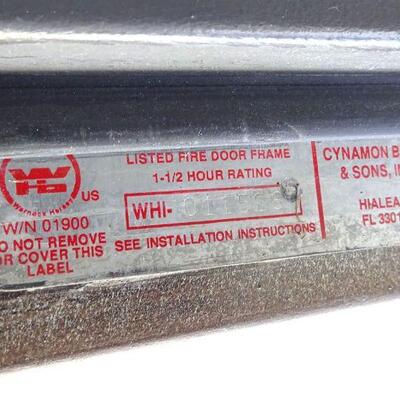 Warnock Hersey
US
W/N 01900
DO NOT REMOVE
OR COVER THIS
LABEL
LISTED FIRE DOOR FRAME
1-1/2 HOUR RATING
WHI-
SEE INSTALLATION INSTRUCTIONS
CYNAMON B
& SONS, IN
HIALEA
FL 3301